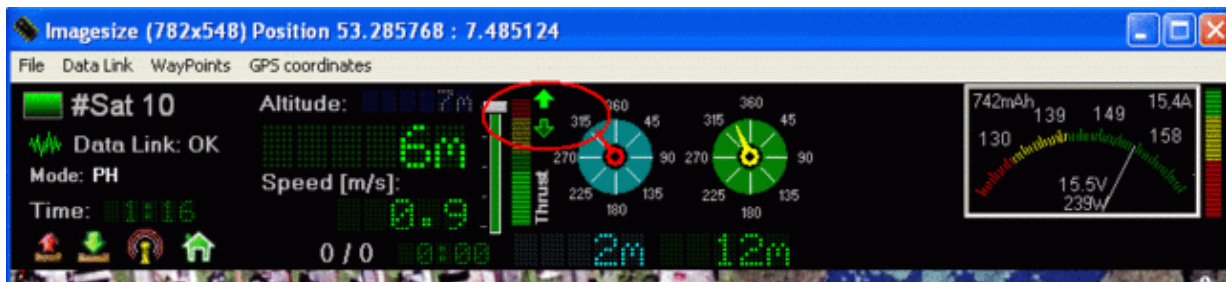 Imagesize (782x548) Position 53.285768 : 7.485124
File Data Link WayPoints GPS coordinates
#Sat 10
Data Link: OK
Mode: PH
Time: 1:16
Altitude: 7m
6m
Speed [m/s]:
0.9
0 / 0 0:00
Thrust
360
315 45
270 90
225 135
180
2m
360
315 45
270 90
225 135
180
12m
742mAh 15,4A
139 149
130 158
15.5V
239W